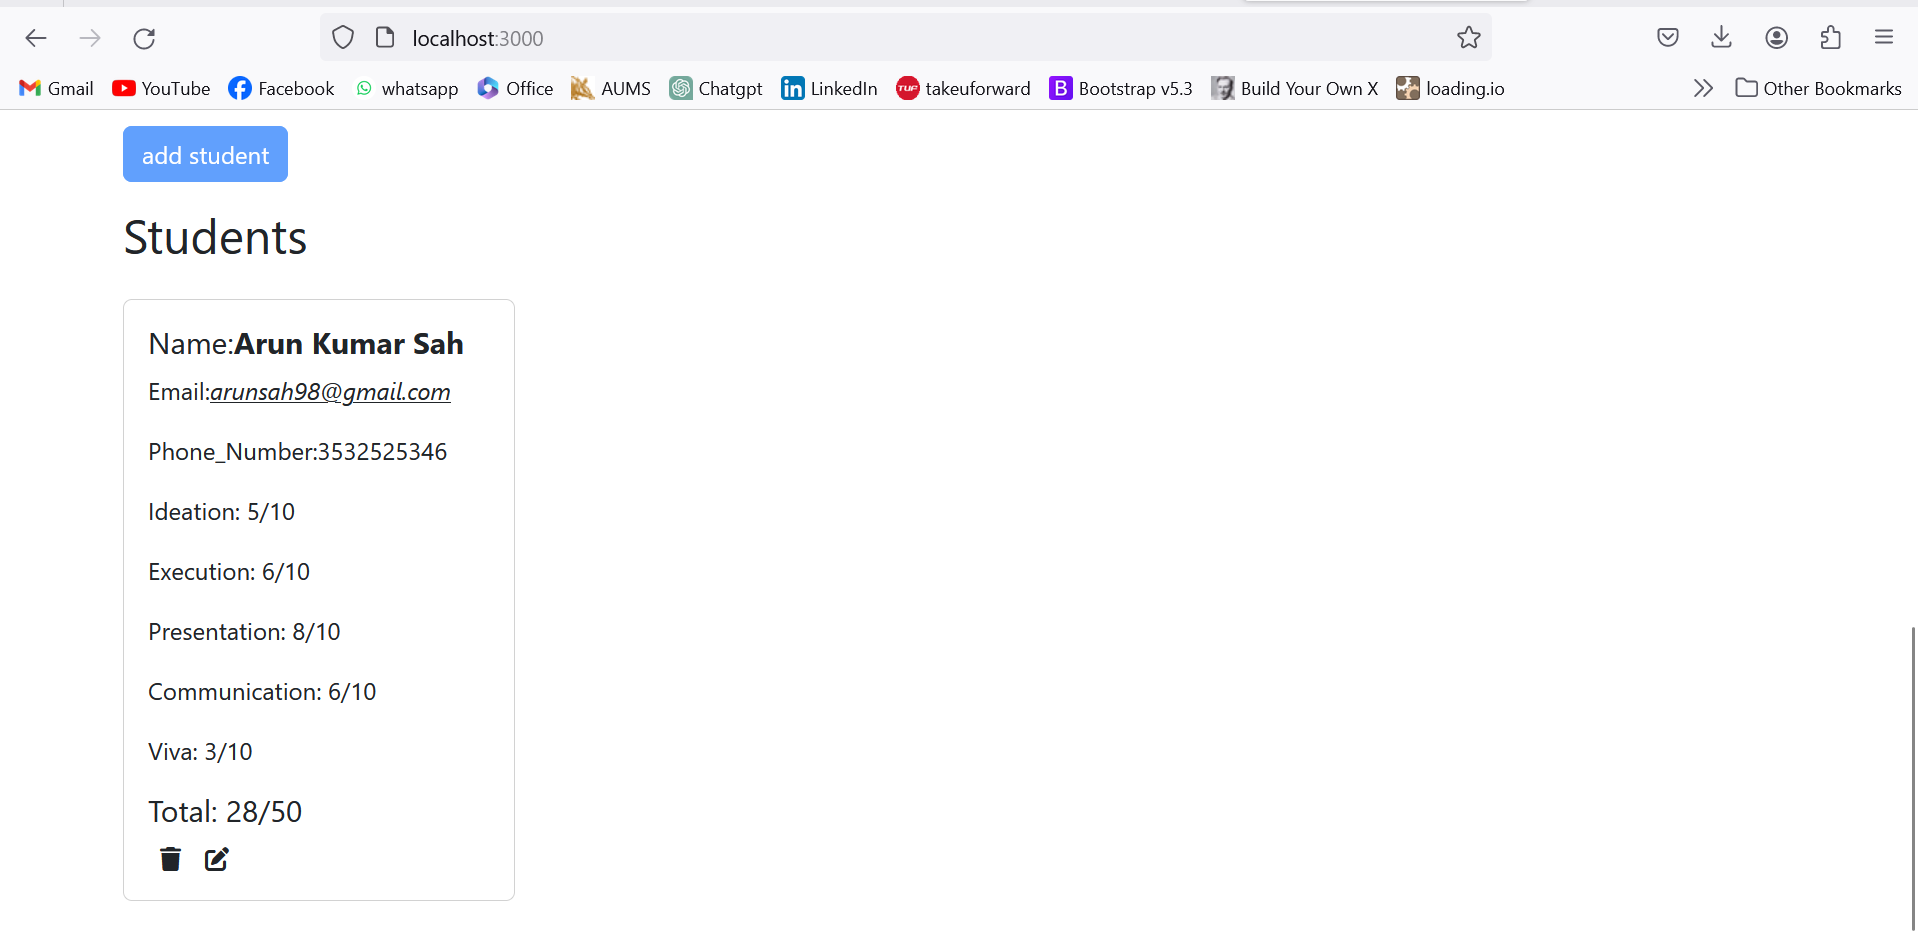 localhost:3000
Gmail YouTube Facebook whatsapp Office AUMS Chatgpt LinkedIn TUF takeuforward B Bootstrap v5.3 Build Your Own X loading.io Other Bookmarks
add student
Students
Name:Arun Kumar Sah
Email:arunsah98@gmail.com
Phone_Number:3532525346
Ideation: 5/10
Execution: 6/10
Presentation: 8/10
Communication: 6/10
Viva: 3/10
Total: 28/50